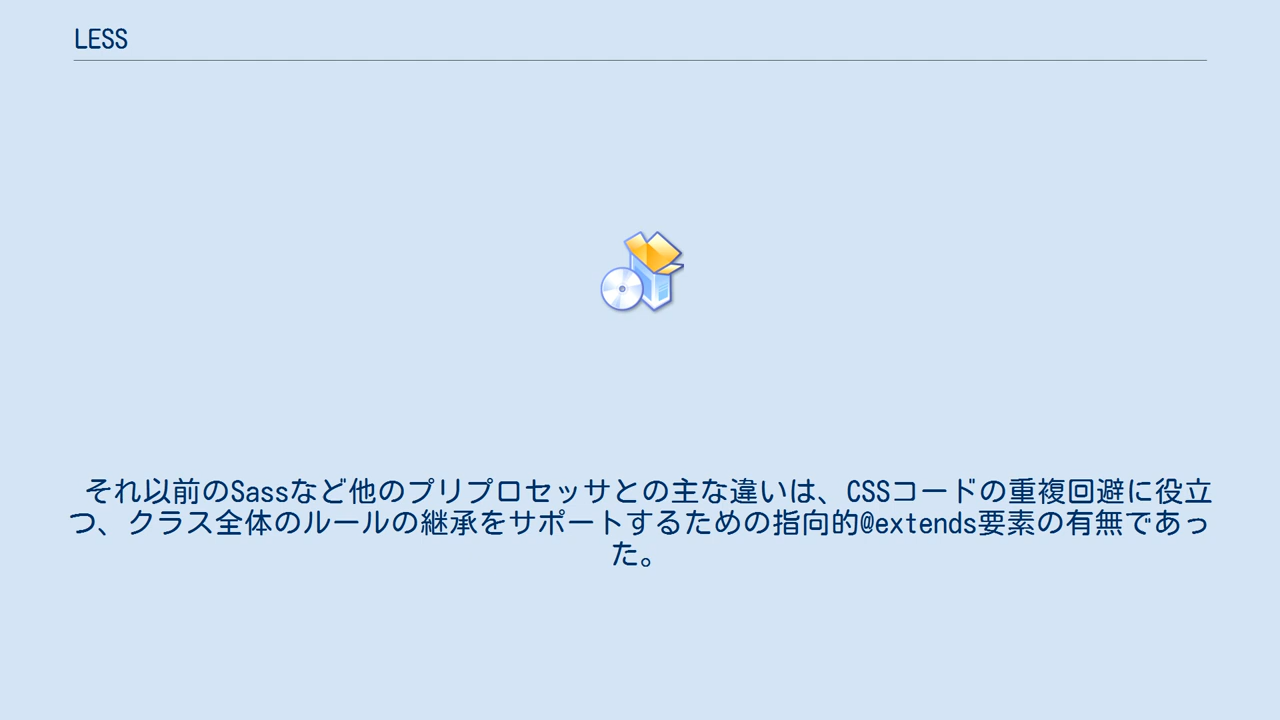 LESS
それ以前のSassなど他のプリプロセッサとの主な違いは、CSSコードの重複回避に役立
つ、クラス全体のルールの継承をサポートするための指向的@extends要素の有無であっ
た。